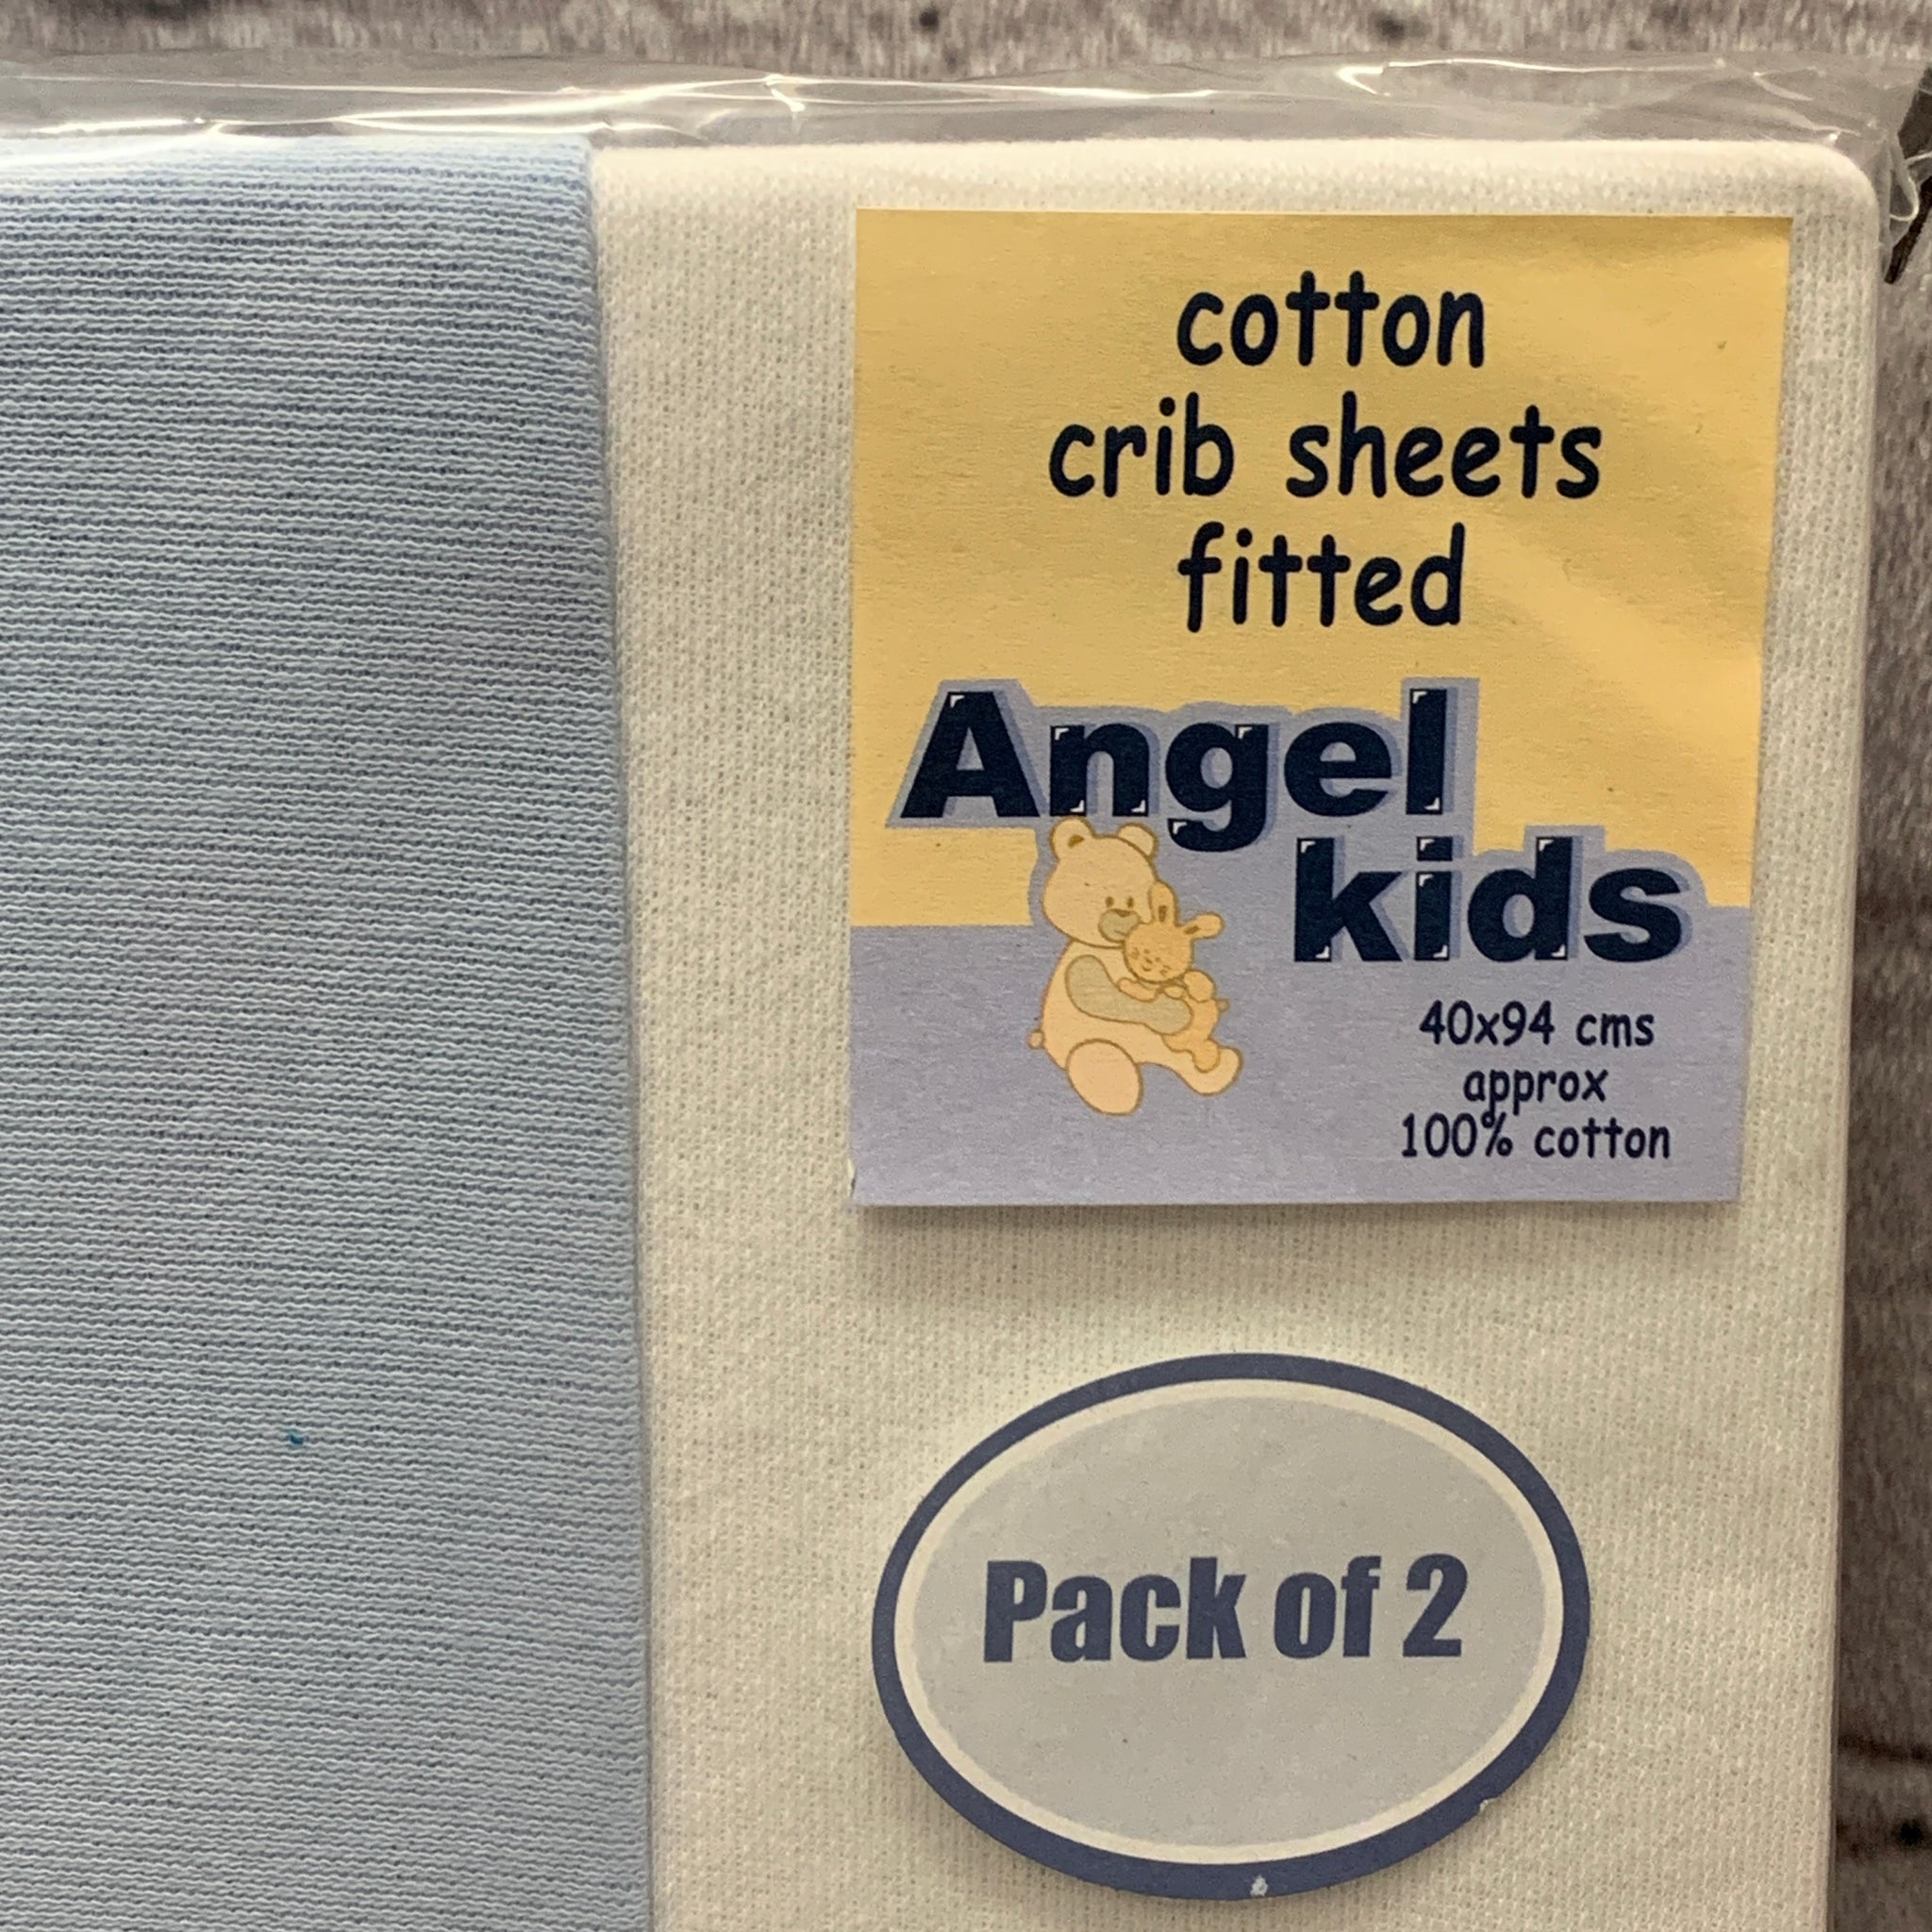 cotton
crib sheets
fitted
Angel
kids
40x94 cms
approx
100% cotton
Pack of 2